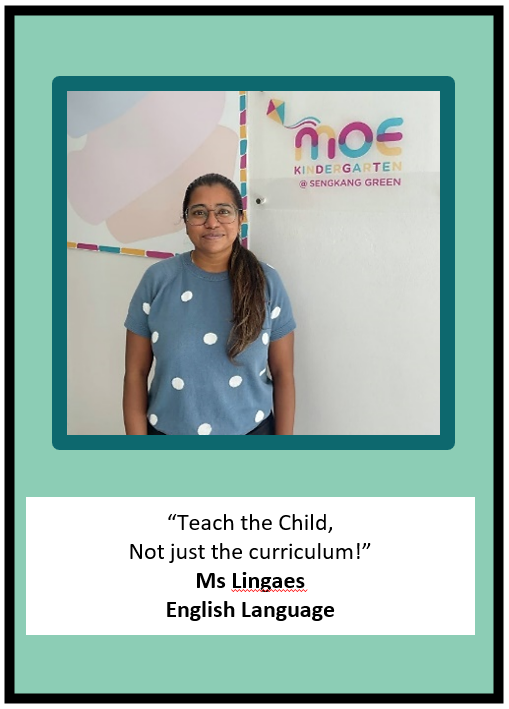 MOE
KINDERGARTEN
@ SENGKANG GREEN
“Teach the Child,
Not just the curriculum!”
Ms Lingaes
English Language